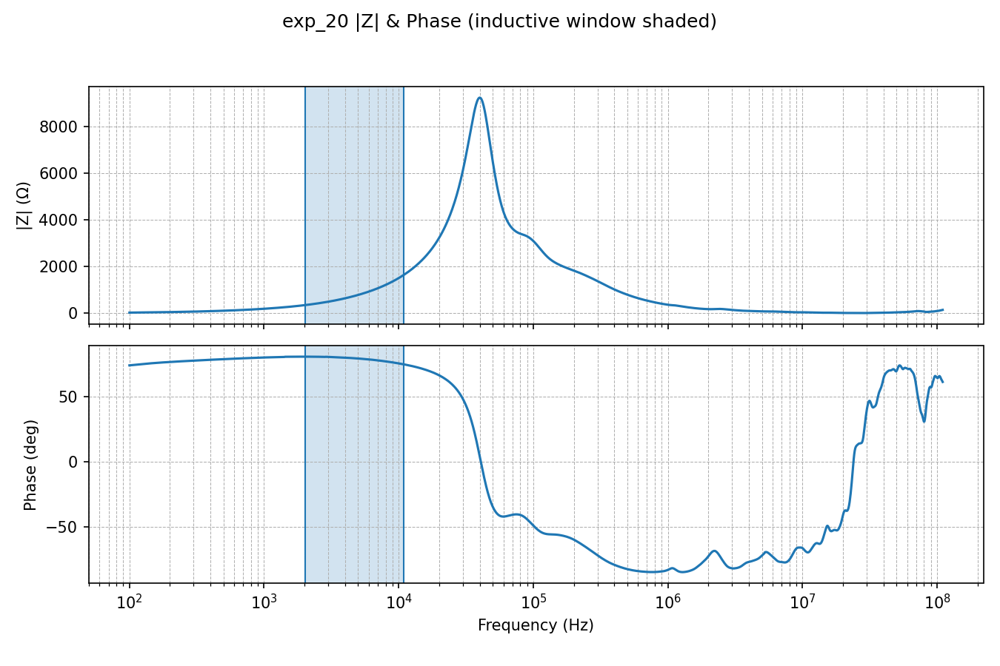 exp_20 |Z| & Phase (inductive window shaded)
|Z| (Ω)
8000
6000
4000
2000
0
Phase (deg)
50
0
−50
10² 10³ 10⁴ 10⁵ 10⁶ 10⁷ 10⁸
Frequency (Hz)